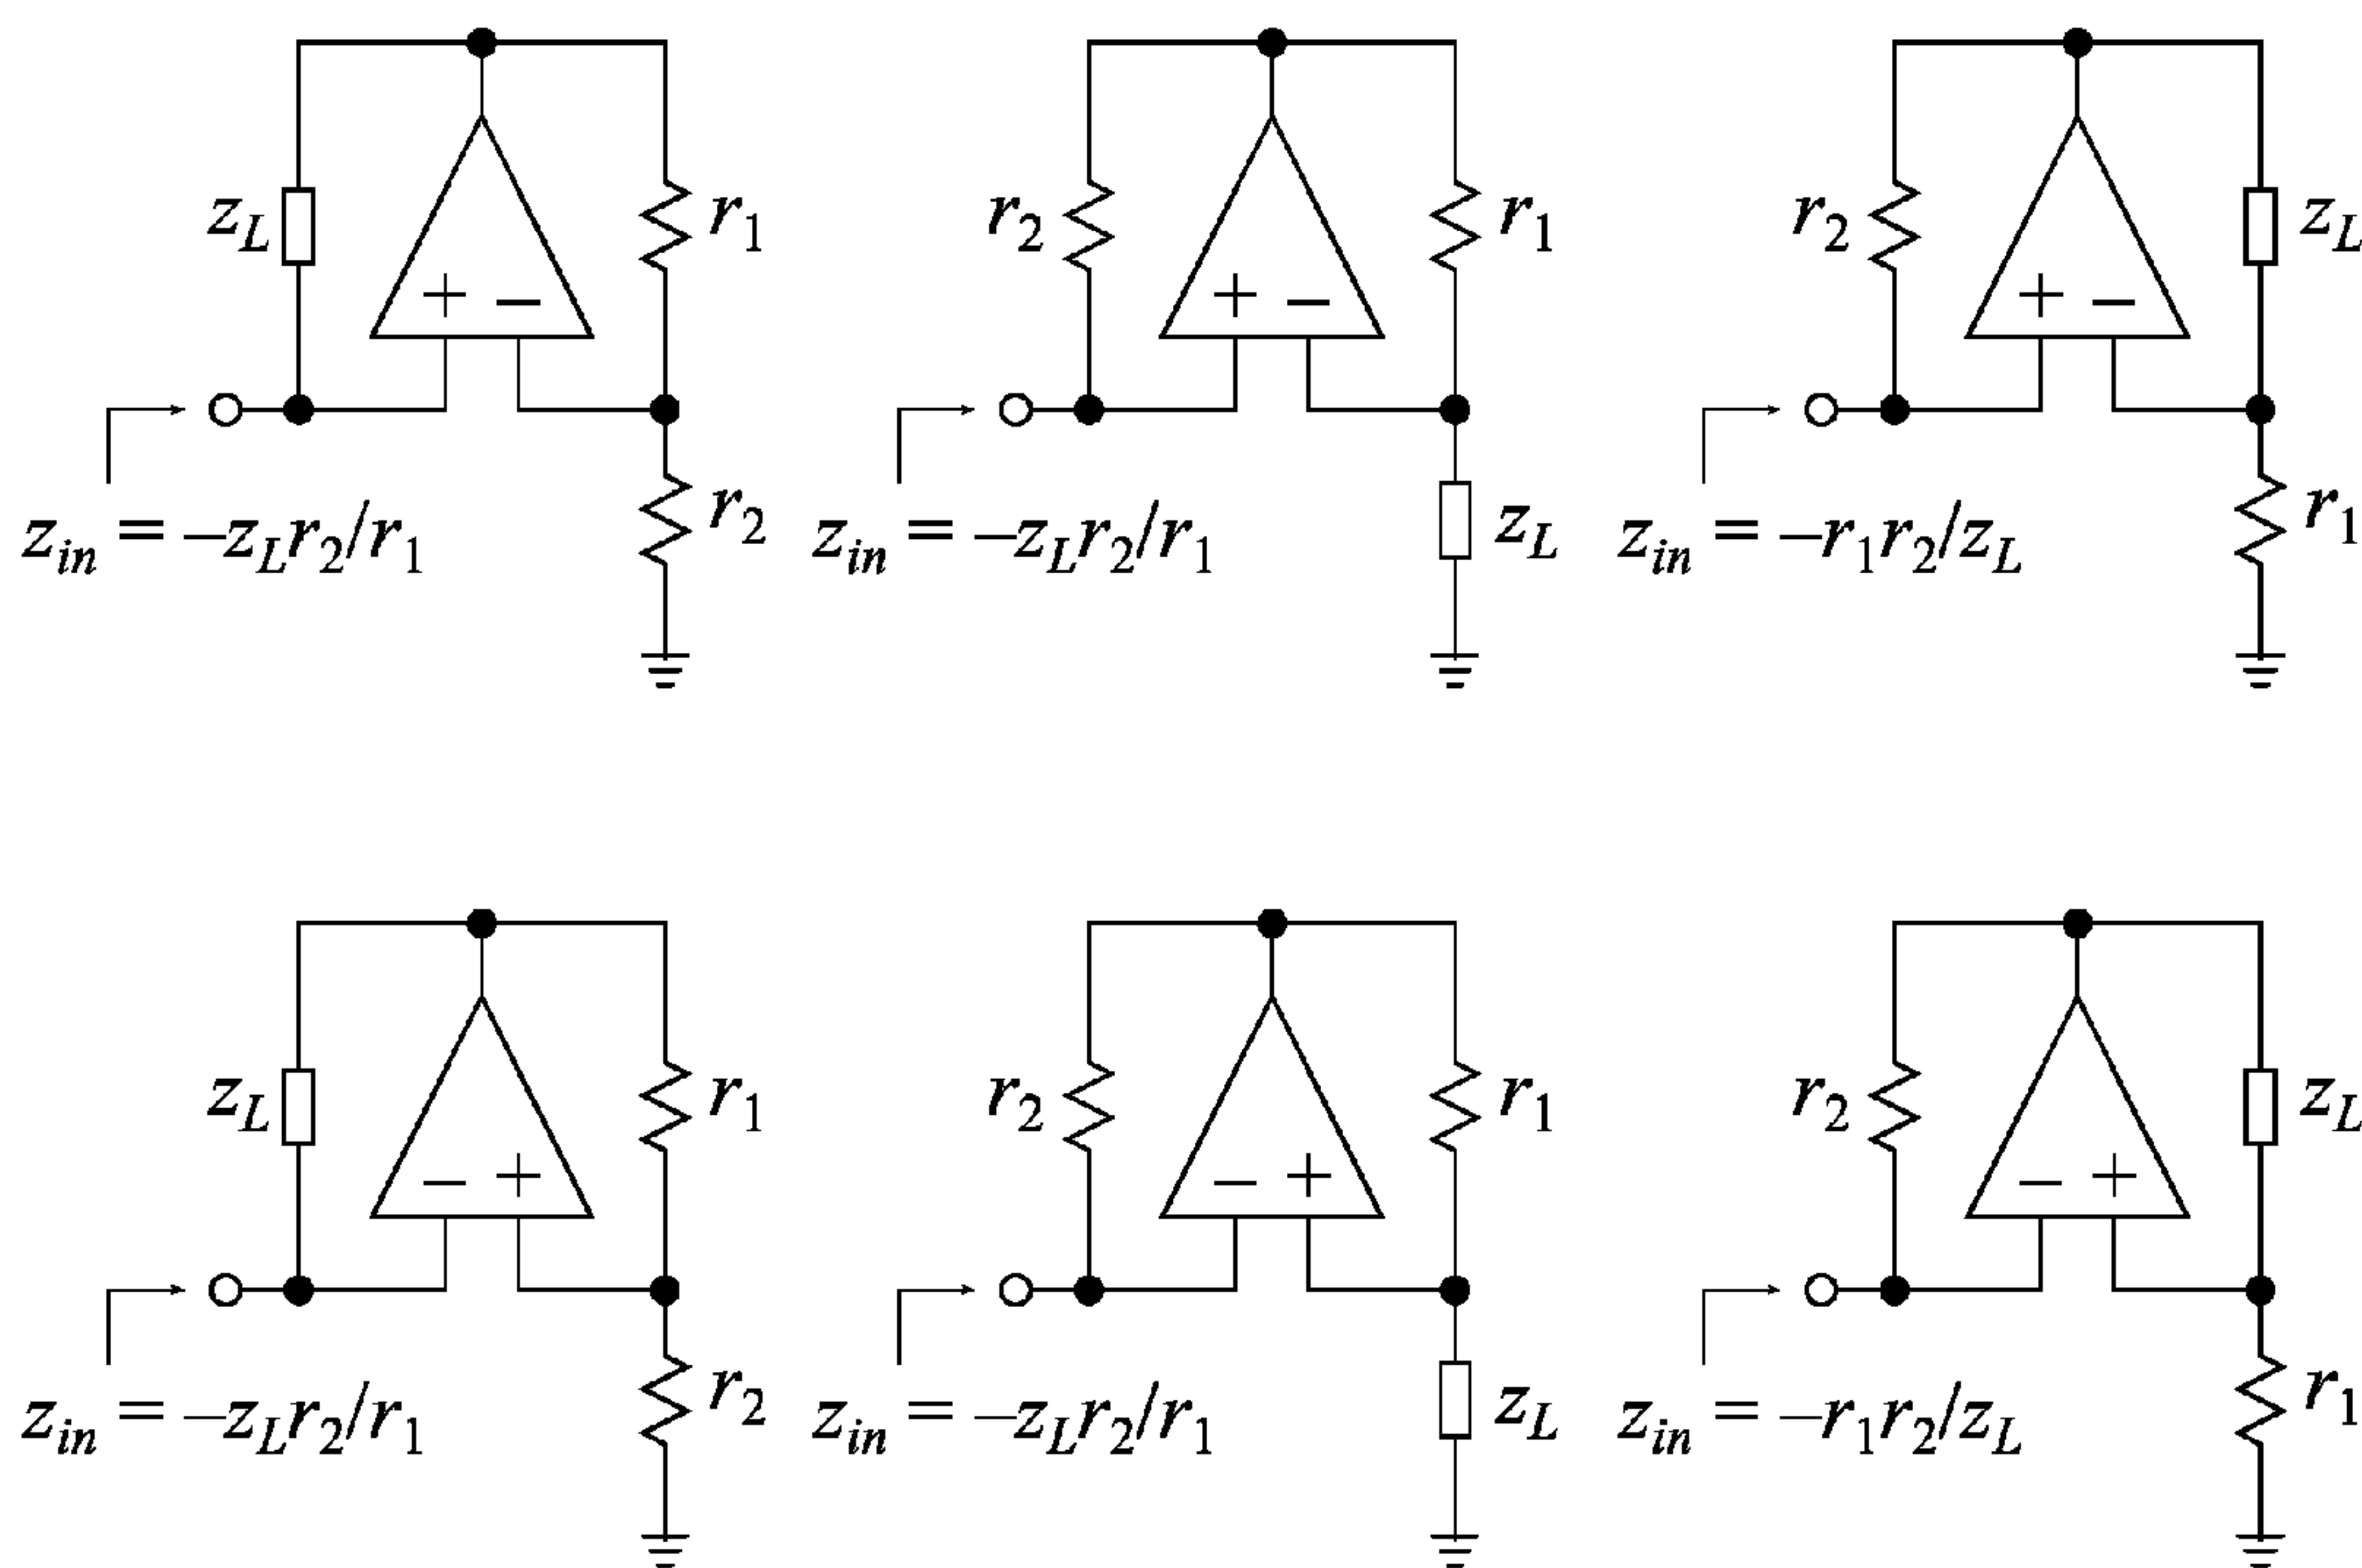 z_L
r_1
+ −
r_2
z_in = −z_L r_2/r_1
r_2
r_1
+ −
z_L
z_in = −z_L r_2/r_1
r_2
z_L
+ −
r_1
z_in = −r_1 r_2/z_L
z_L
r_1
− +
r_2
z_in = −z_L r_2/r_1
r_2
r_1
− +
z_L
z_in = −z_L r_2/r_1
r_2
z_L
− +
r_1
z_in = −r_1 r_2/z_L